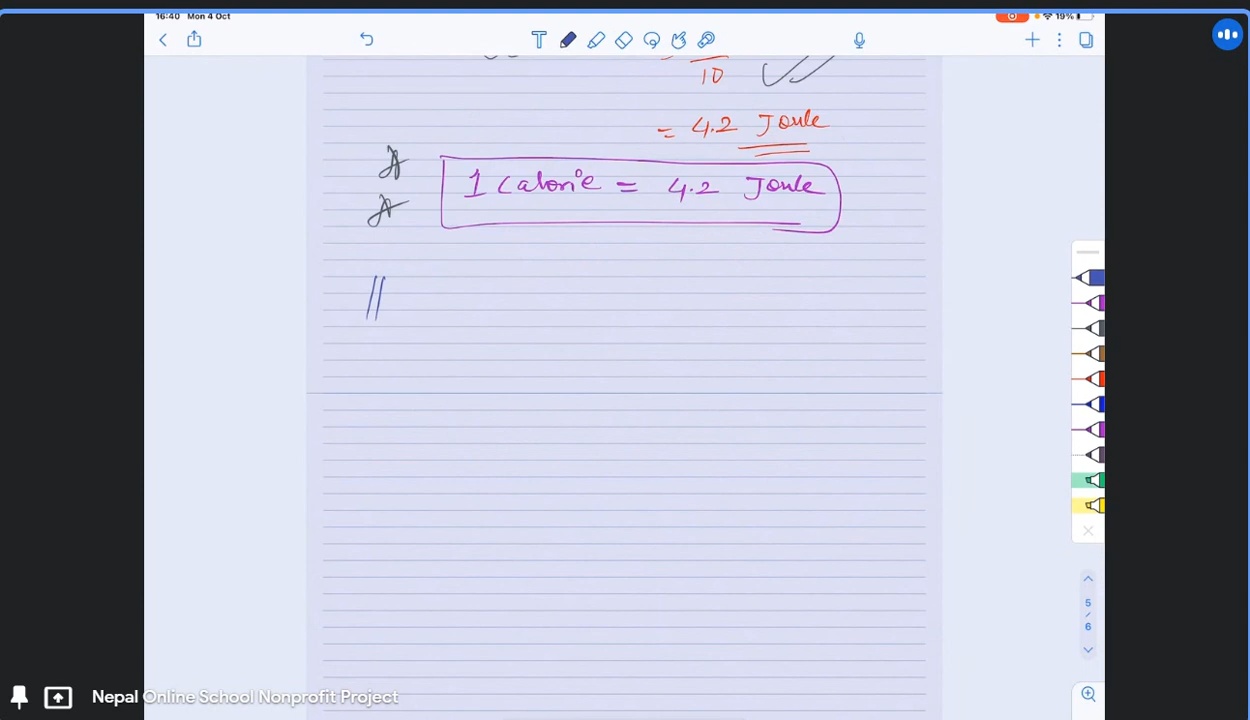 16:40 Mon 4 Oct
19%
T
10
= 4.2 Joule
1 Calorie = 4.2 Joule
//
5
/
6
Nepal Online School Nonprofit Project